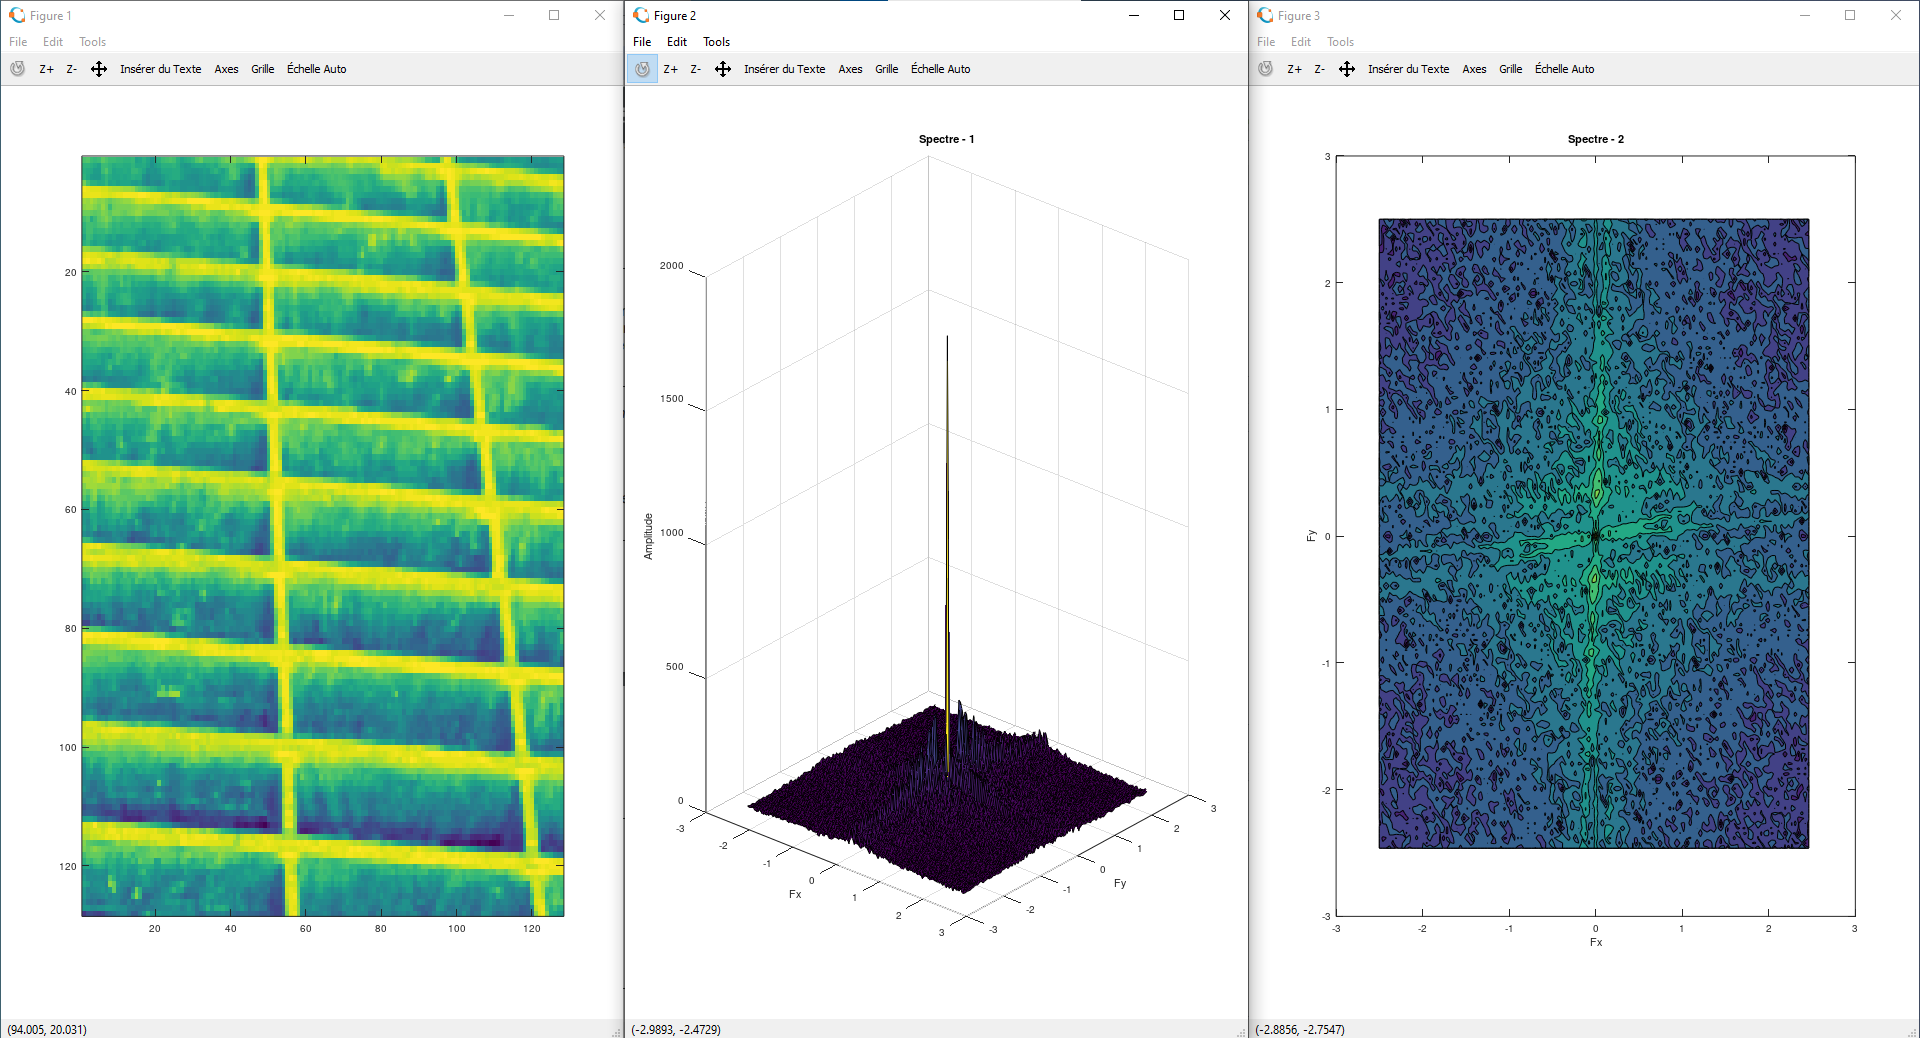 Figure 1
File Edit Tools
Z+ Z- Insérer du Texte Axes Grille Échelle Auto
20
40
60
80
100
120
20 40 60 80 100 120
(94.005, 20.031)
Figure 2
File Edit Tools
Z+ Z- Insérer du Texte Axes Grille Échelle Auto
Spectre - 1
2000
1500
1000
500
0
Amplitude
-3
-2
-1
0
1
2
3
Fx
-3
-2
-1
0
1
2
3
Fy
(-2.9893, -2.4729)
Figure 3
File Edit Tools
Z+ Z- Insérer du Texte Axes Grille Échelle Auto
Spectre - 2
3
2
1
0
-1
-2
-3
Fy
-3 -2 -1 0 1 2 3
Fx
(-2.8856, -2.7547)